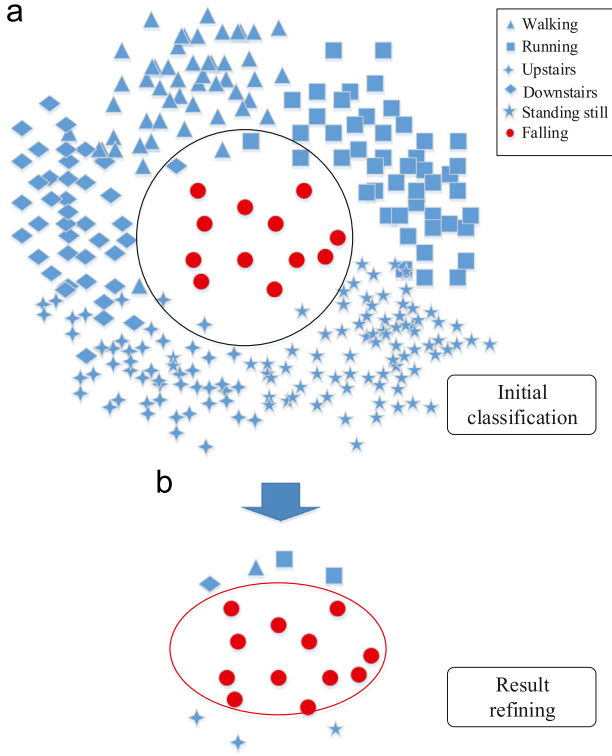 a
Walking
Running
Upstairs
Downstairs
Standing still
Falling
Initial
classification
b
Result
refining